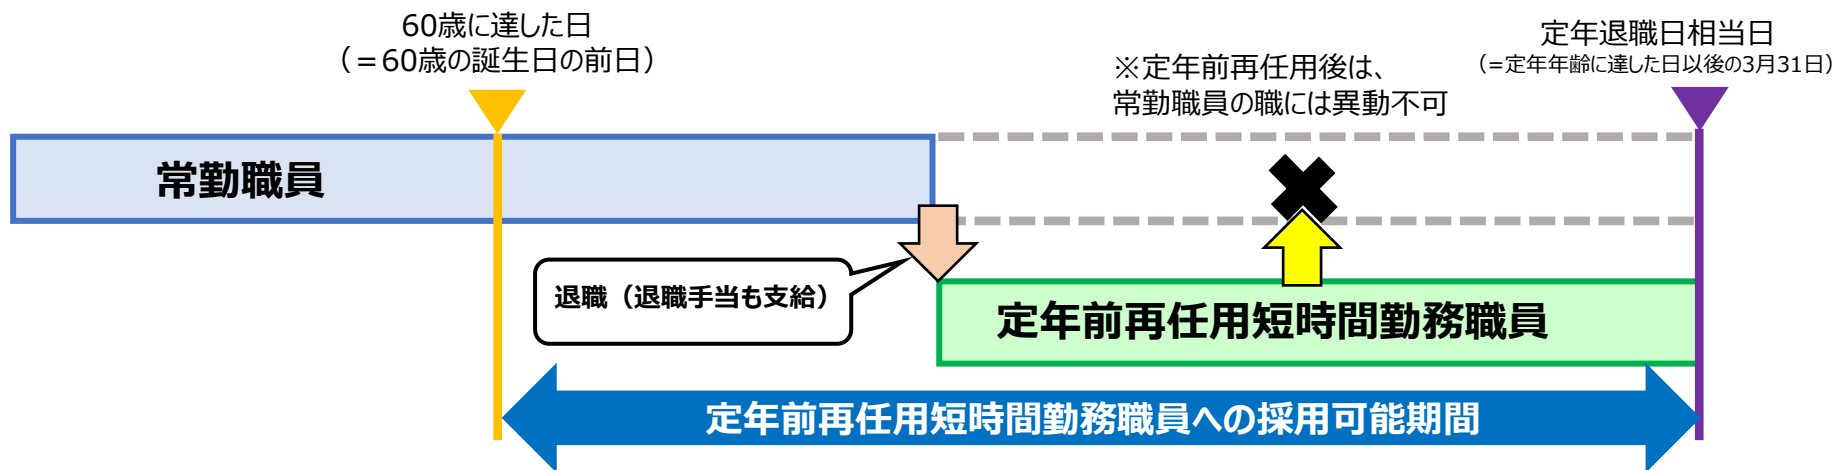 60歳に達した日
（＝60歳の誕生日の前日）
定年退職日相当日
（＝定年年齢に達した日以後の3月31日）
※定年前再任用後は、
常勤職員の職には異動不可
常勤職員
退職（退職手当も支給）
定年前再任用短時間勤務職員
定年前再任用短時間勤務職員への採用可能期間